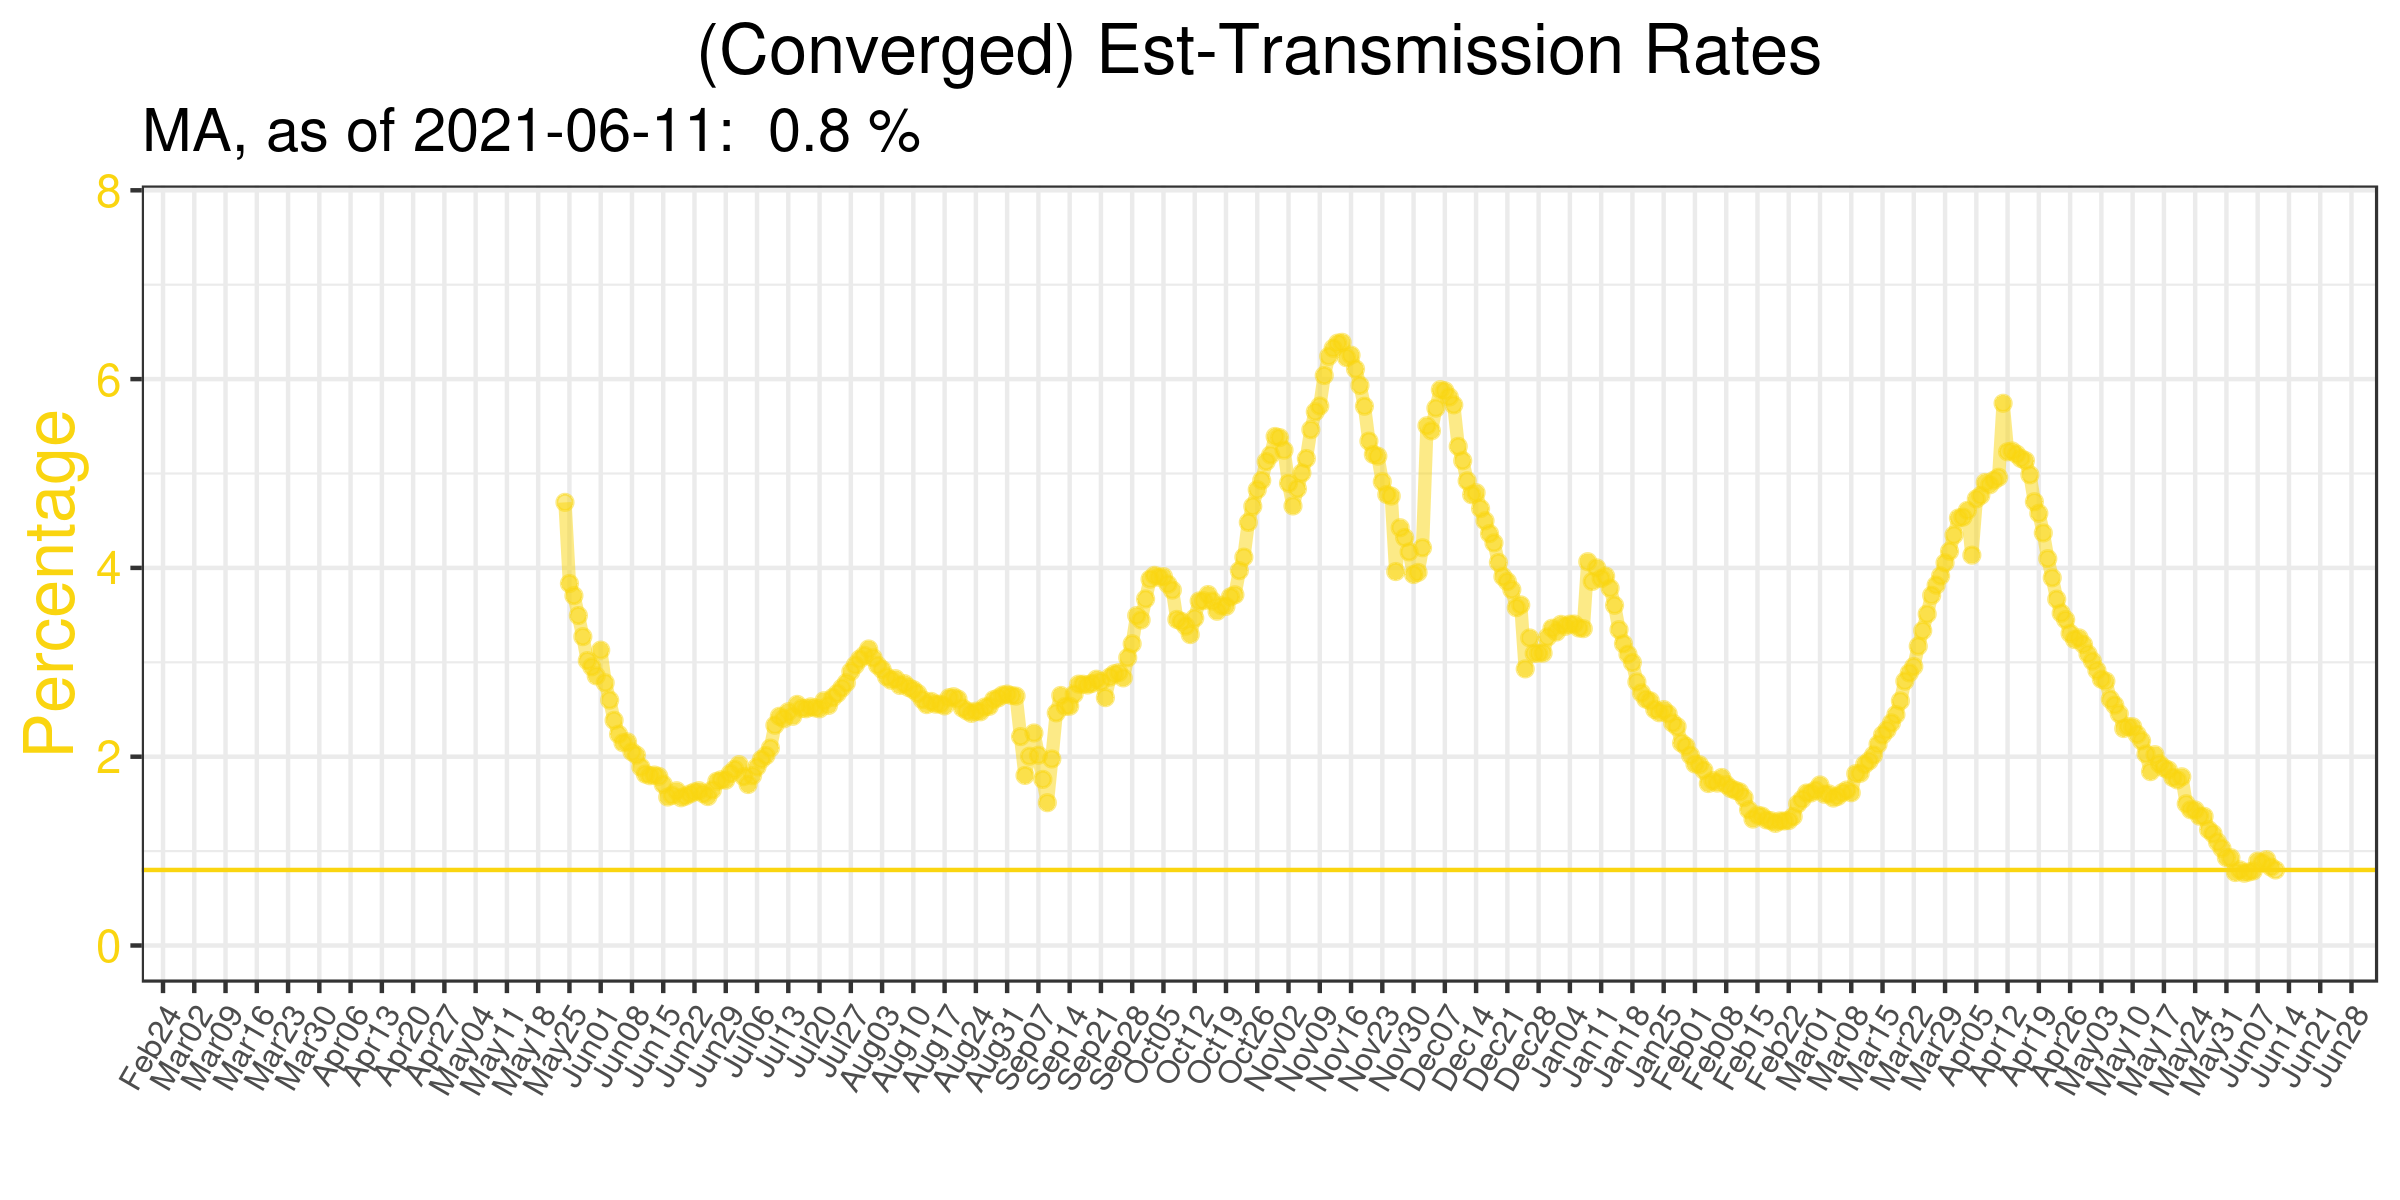 (Converged) Est-Transmission Rates
MA, as of 2021-06-11:  0.8 %
Percentage
8
6
4
2
0
Feb24
Mar02
Mar09
Mar16
Mar23
Mar30
Apr06
Apr13
Apr20
Apr27
May04
May11
May18
May25
Jun01
Jun08
Jun15
Jun22
Jun29
Jul06
Jul13
Jul20
Jul27
Aug03
Aug10
Aug17
Aug24
Aug31
Sep07
Sep14
Sep21
Sep28
Oct05
Oct12
Oct19
Oct26
Nov02
Nov09
Nov16
Nov23
Nov30
Dec07
Dec14
Dec21
Dec28
Jan04
Jan11
Jan18
Jan25
Feb01
Feb08
Feb15
Feb22
Mar01
Mar08
Mar15
Mar22
Mar29
Apr05
Apr12
Apr19
Apr26
May03
May10
May17
May24
May31
Jun07
Jun14
Jun21
Jun28